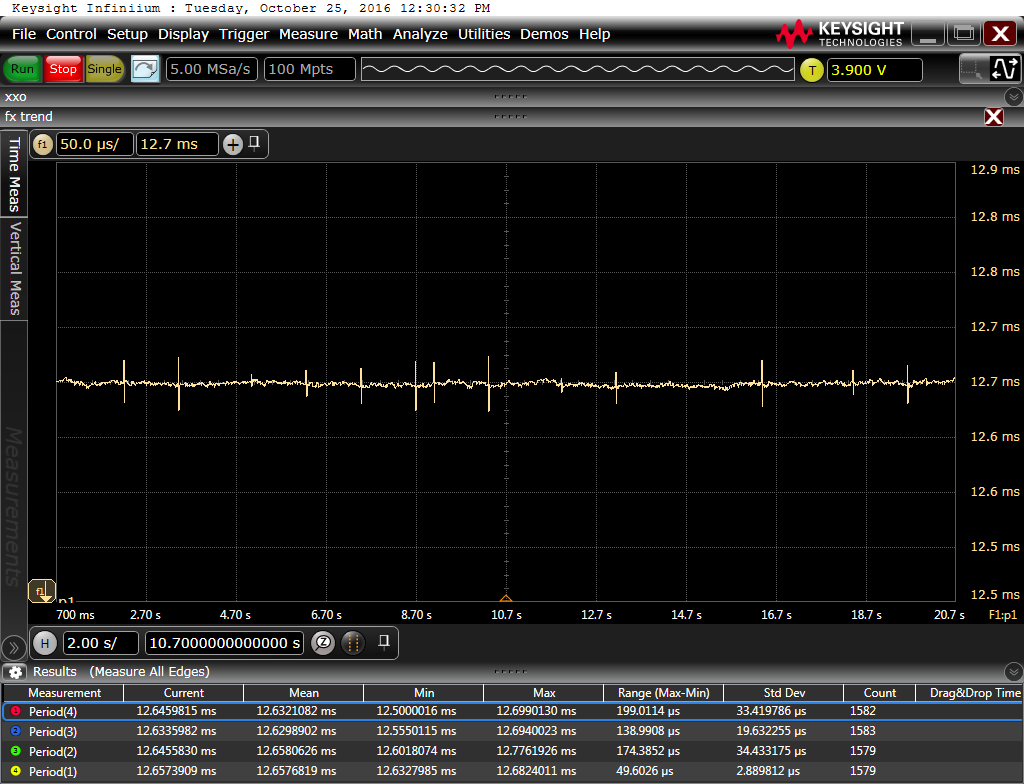 Keysight Infiniium : Tuesday, October 25, 2016 12:30:32 PM
File Control Setup Display Trigger Measure Math Analyze Utilities Demos Help
KEYSIGHT
TECHNOLOGIES
Run Stop Single 5.00 MSa/s 100 Mpts T 3.900 V
xxo
fx trend
f1 50.0 µs/ 12.7 ms
Time Meas
Vertical Meas
Measurements
12.9 ms
12.8 ms
12.8 ms
12.7 ms
12.7 ms
12.6 ms
12.6 ms
12.5 ms
12.5 ms
f1 p1
700 ms 2.70 s 4.70 s 6.70 s 8.70 s 10.7 s 12.7 s 14.7 s 16.7 s 18.7 s 20.7 s F1:p1
H 2.00 s/ 10.7000000000000 s Z
Results (Measure All Edges)
Measurement Current Mean Min Max Range (Max-Min) Std Dev Count Drag&Drop Time
1 Period(4) 12.6459815 ms 12.6321082 ms 12.5000016 ms 12.6990130 ms 199.0114 µs 33.419786 µs 1582
2 Period(3) 12.6335982 ms 12.6298902 ms 12.5550115 ms 12.6940023 ms 138.9908 µs 19.632255 µs 1583
3 Period(2) 12.6455830 ms 12.6580626 ms 12.6018074 ms 12.7761926 ms 174.3852 µs 34.433175 µs 1579
4 Period(1) 12.6573909 ms 12.6576819 ms 12.6327985 ms 12.6824011 ms 49.6026 µs 2.889812 µs 1579